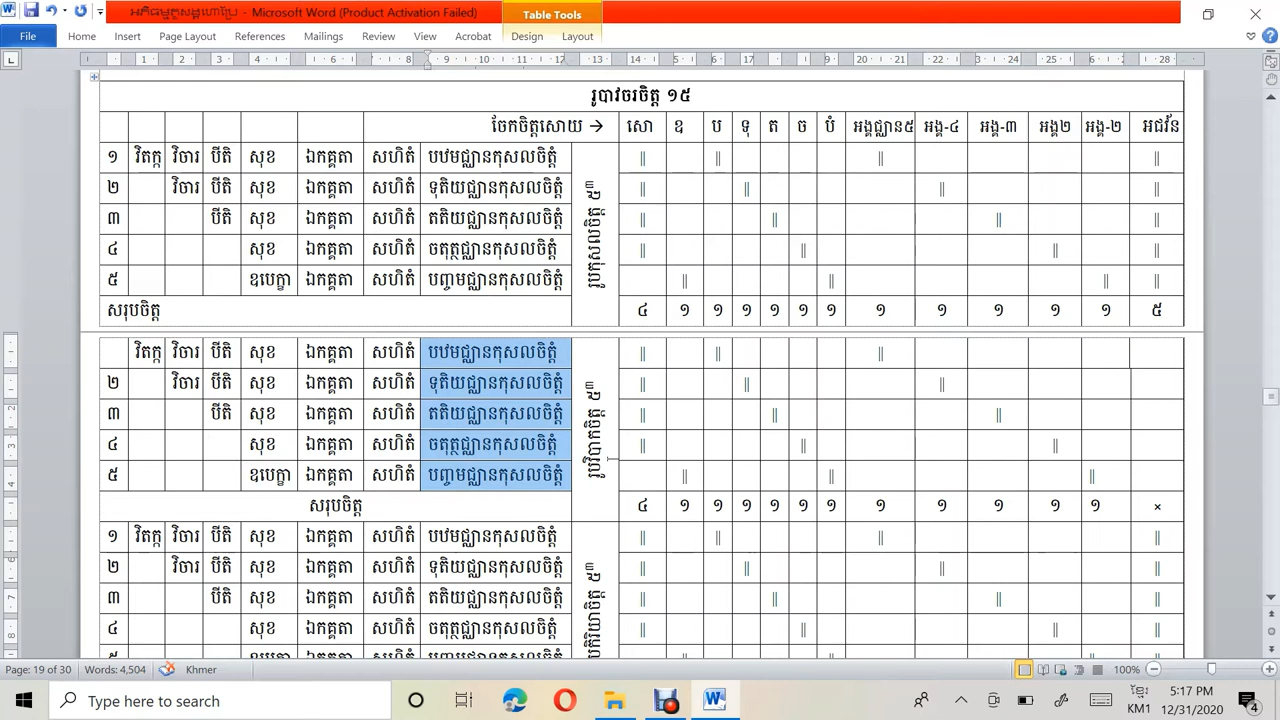 អភិធម្មត្ថសង្គហោប្រែ - Microsoft Word (Product Activation Failed)
Table Tools
File Home Insert Page Layout References Mailings Review View Acrobat Design Layout
រូបាវចរចិត្ត ១៥
ចែកចិត្តសោយ → សោ ឧ ប ទុ ត ច បំ អង្គជ្ឈាន៥ អង្គ-៤ អង្គ-៣ អង្គ២ អង្គ-២ អជវ័ន
១ វិតក្ក វិចារ បីតិ សុខ ឯកគ្គតា សហិតំ បឋមជ្ឈានកុសលចិត្តំ || || || ||
២ វិចារ បីតិ សុខ ឯកគ្គតា សហិតំ ទុតិយជ្ឈានកុសលចិត្តំ || || || ||
៣ បីតិ សុខ ឯកគ្គតា សហិតំ តតិយជ្ឈានកុសលចិត្តំ || || || ||
៤ សុខ ឯកគ្គតា សហិតំ ចតុត្ថជ្ឈានកុសលចិត្តំ || || || ||
៥ ឧបេក្ខា ឯកគ្គតា សហិតំ បញ្ចមជ្ឈានកុសលចិត្តំ || || || ||
រូបកុសលចិត្ត ៥
សរុបចិត្ត ៤ ១ ១ ១ ១ ១ ១ ១ ១ ១ ១ ១ ៥
វិតក្ក វិចារ បីតិ សុខ ឯកគ្គតា សហិតំ បឋមជ្ឈានកុសលចិត្តំ || || ||
២ វិចារ បីតិ សុខ ឯកគ្គតា សហិតំ ទុតិយជ្ឈានកុសលចិត្តំ || || ||
៣ បីតិ សុខ ឯកគ្គតា សហិតំ តតិយជ្ឈានកុសលចិត្តំ || || ||
៤ សុខ ឯកគ្គតា សហិតំ ចតុត្ថជ្ឈានកុសលចិត្តំ || || ||
៥ ឧបេក្ខា ឯកគ្គតា សហិតំ បញ្ចមជ្ឈានកុសលចិត្តំ || || ||
រូបវិបាកចិត្ត ៥
សរុបចិត្ត ៤ ១ ១ ១ ១ ១ ១ ១ ១ ១ ១ ១ ×
១ វិតក្ក វិចារ បីតិ សុខ ឯកគ្គតា សហិតំ បឋមជ្ឈានកុសលចិត្តំ || || || ||
២ វិចារ បីតិ សុខ ឯកគ្គតា សហិតំ ទុតិយជ្ឈានកុសលចិត្តំ || || || ||
៣ បីតិ សុខ ឯកគ្គតា សហិតំ តតិយជ្ឈានកុសលចិត្តំ || || || ||
៤ សុខ ឯកគ្គតា សហិតំ ចតុត្ថជ្ឈានកុសលចិត្តំ || || || ||
Page: 19 of 30 Words: 4,504 Khmer 100%
Type here to search
ខ្មែ 5:17 PM
KM1 12/31/2020 4